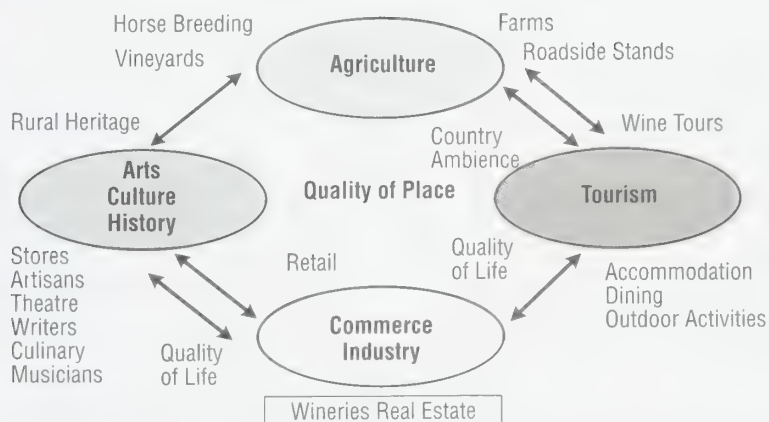 Horse Breeding
Vineyards
Agriculture
Farms
Roadside Stands
Rural Heritage
Country
Ambience
Wine Tours
Arts
Culture
History
Quality of Place
Tourism
Stores
Artisans
Theatre
Writers
Culinary
Musicians
Retail
Quality
of Life
Accommodation
Dining
Outdoor Activities
Quality
of Life
Commerce
Industry
Wineries Real Estate